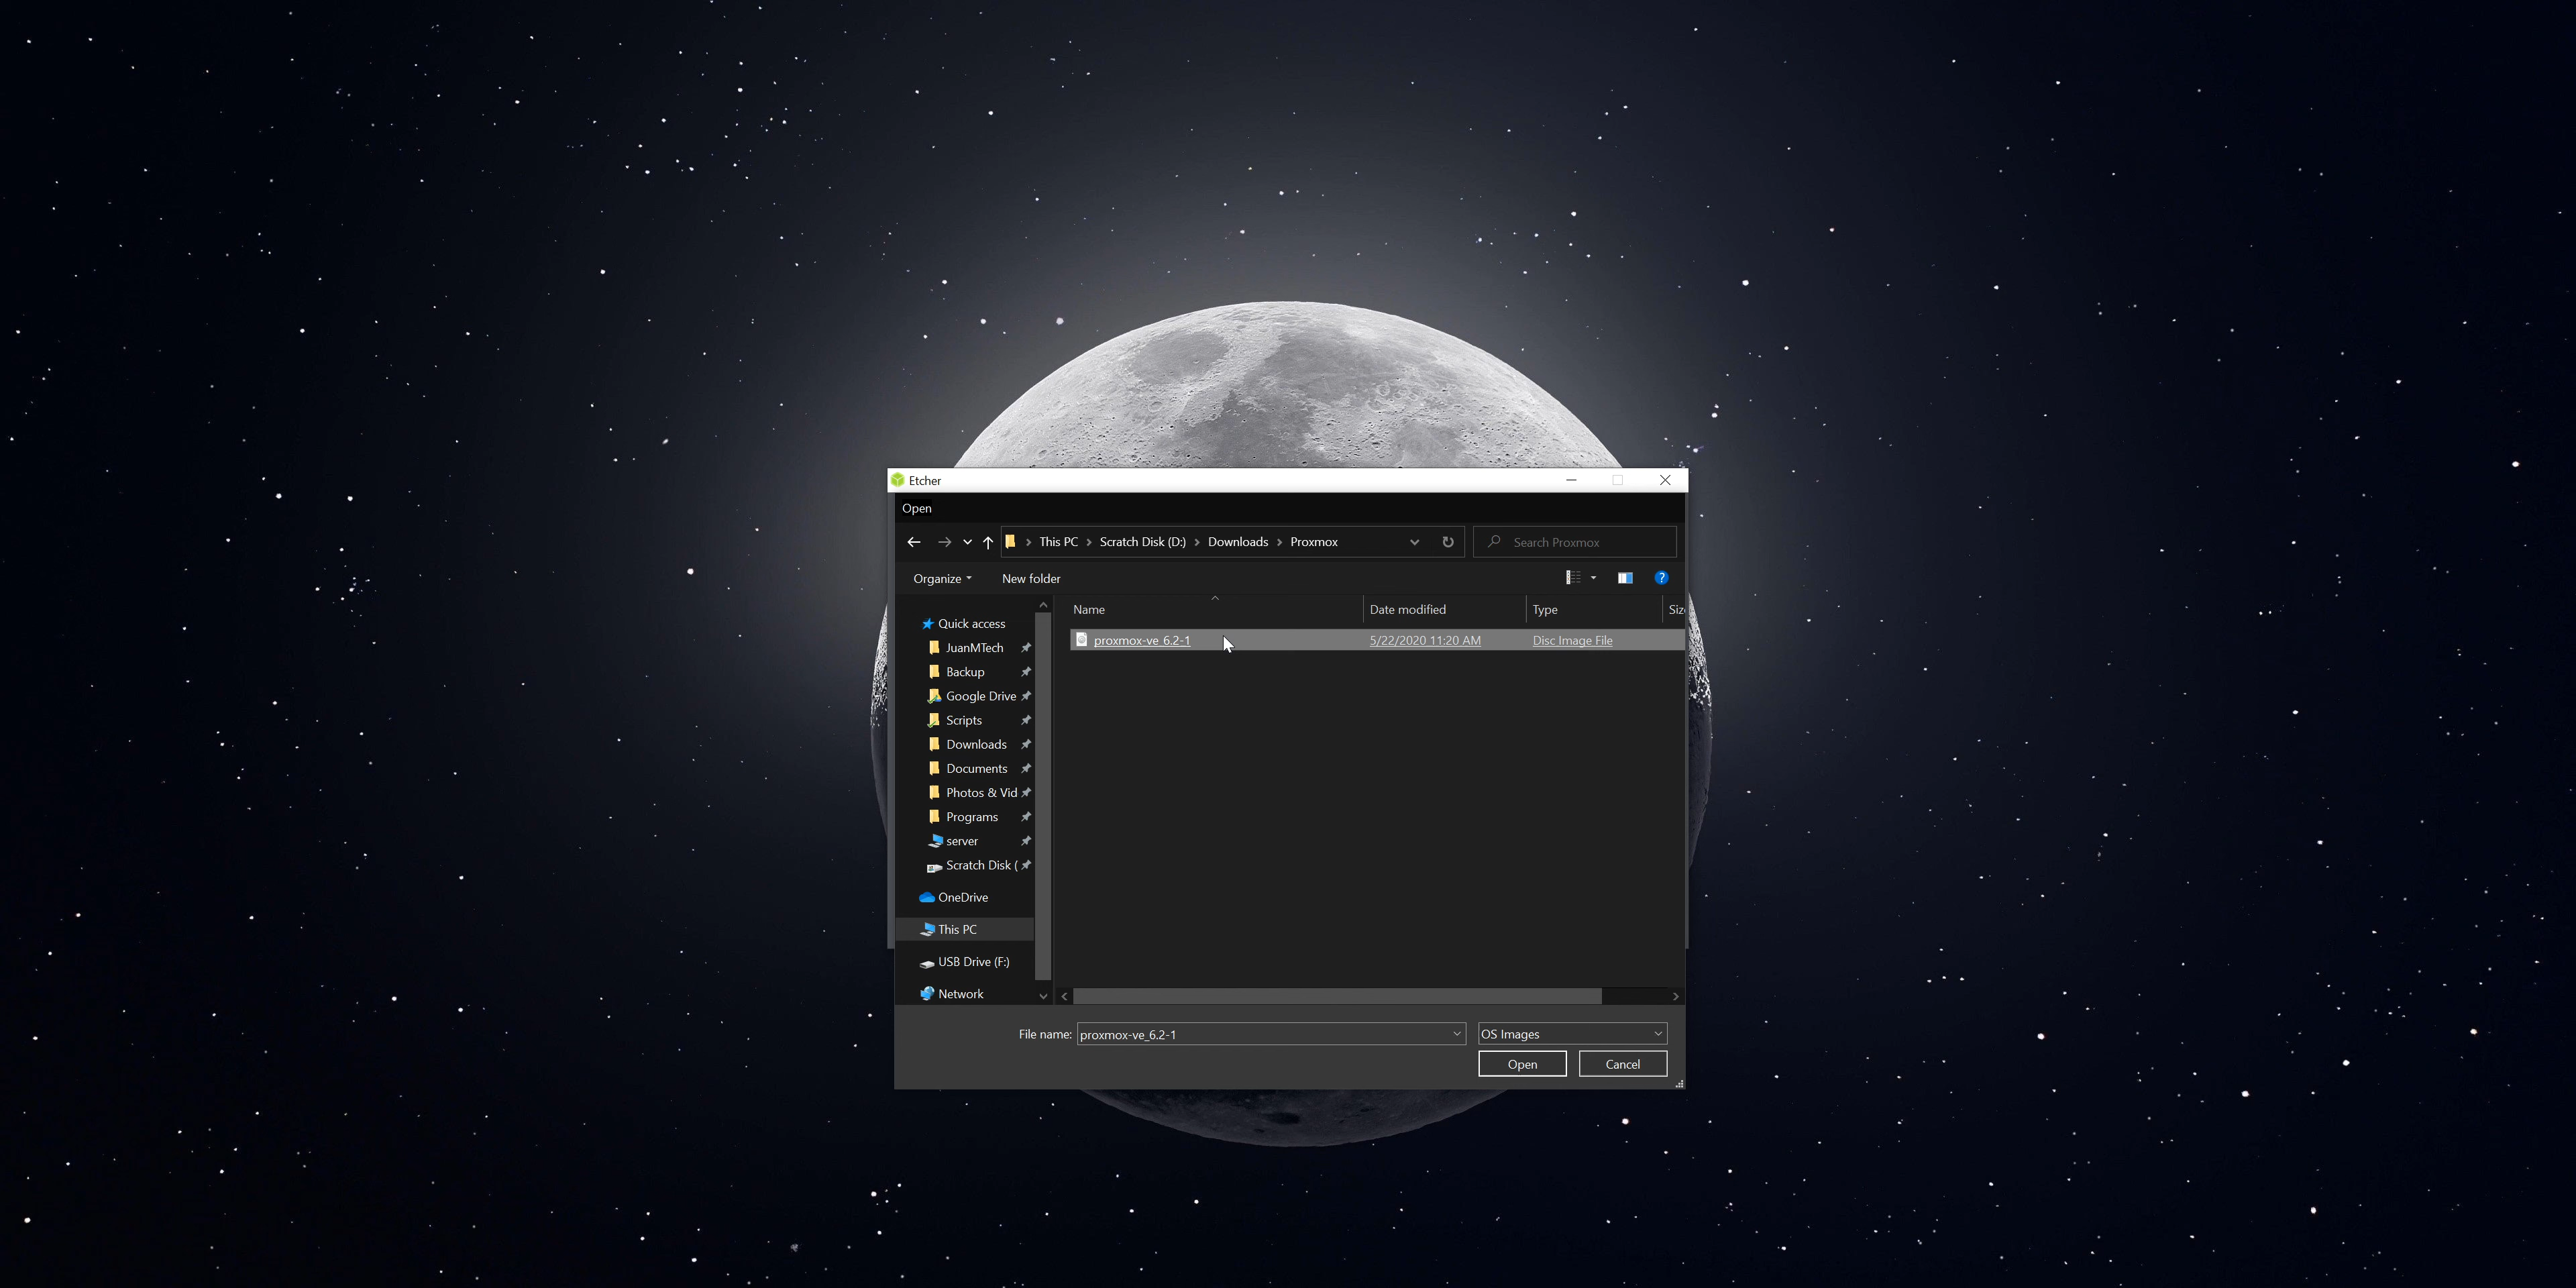 Etcher
Open
This PC > Scratch Disk (D:) > Downloads > Proxmox
Search Proxmox
Organize
New folder
Name
Date modified
Type
proxmox-ve_6.2-1
5/22/2020 11:20 AM
Disc Image File
Quick access
JuanMTech
Backup
Google Drive
Scripts
Downloads
Documents
Photos & Vid
Programs
server
Scratch Disk (
OneDrive
This PC
USB Drive (F:)
Network
File name:
proxmox-ve_6.2-1
OS Images
Open
Cancel